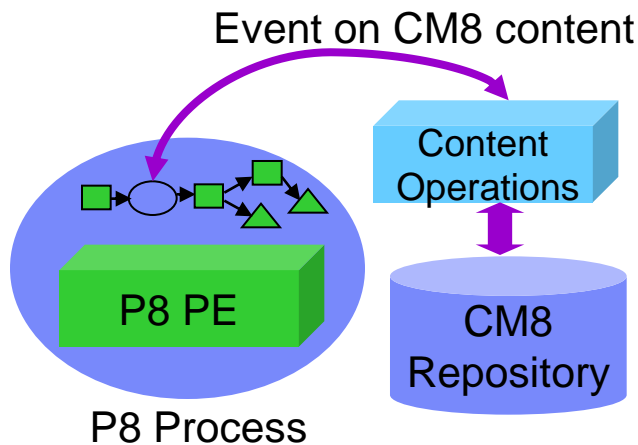 Event on CM8 content
Content
Operations
P8 PE
CM8
Repository
P8 Process